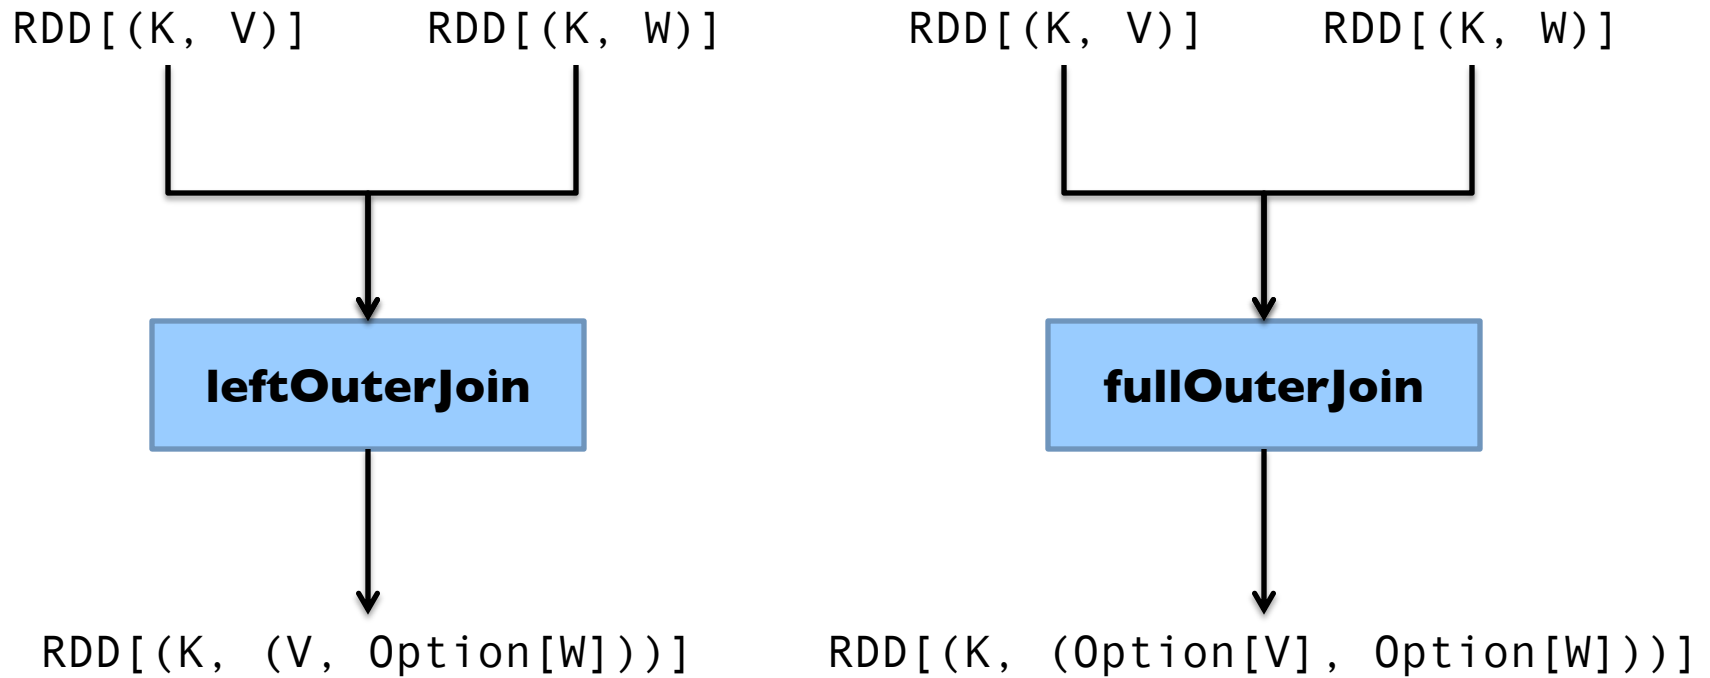 RDD[(K, V)] RDD[(K, W)] RDD[(K, V)] RDD[(K, W)]
leftOuterJoin fullOuterJoin
RDD[(K, (V, Option[W]))] RDD[(K, (Option[V], Option[W]))]